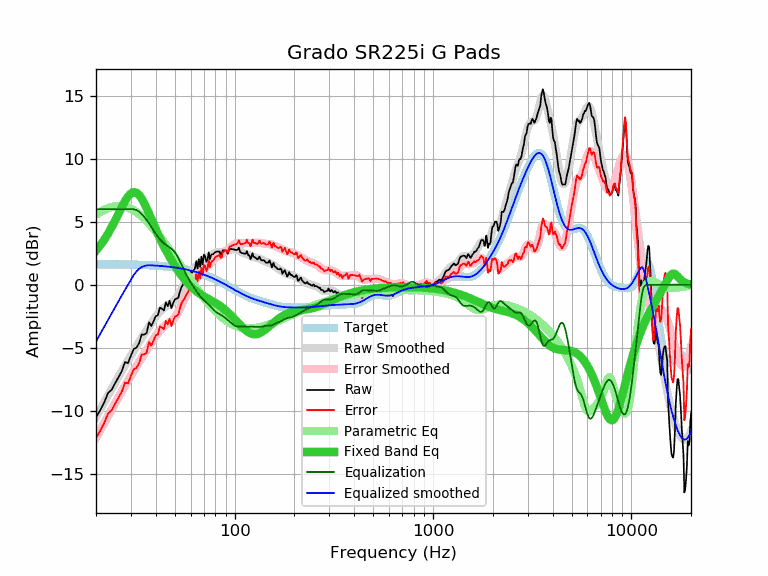 Grado SR225i G Pads
Amplitude (dBr)
15
10
5
0
−5
−10
−15
Target
Raw Smoothed
Error Smoothed
Raw
Error
Parametric Eq
Fixed Band Eq
Equalization
Equalized smoothed
100
1000
10000
Frequency (Hz)